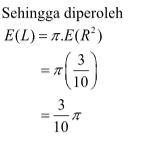 Sehingga diperoleh
E(L) = π.E(R²)
= π(3/10)
= 3/10 π